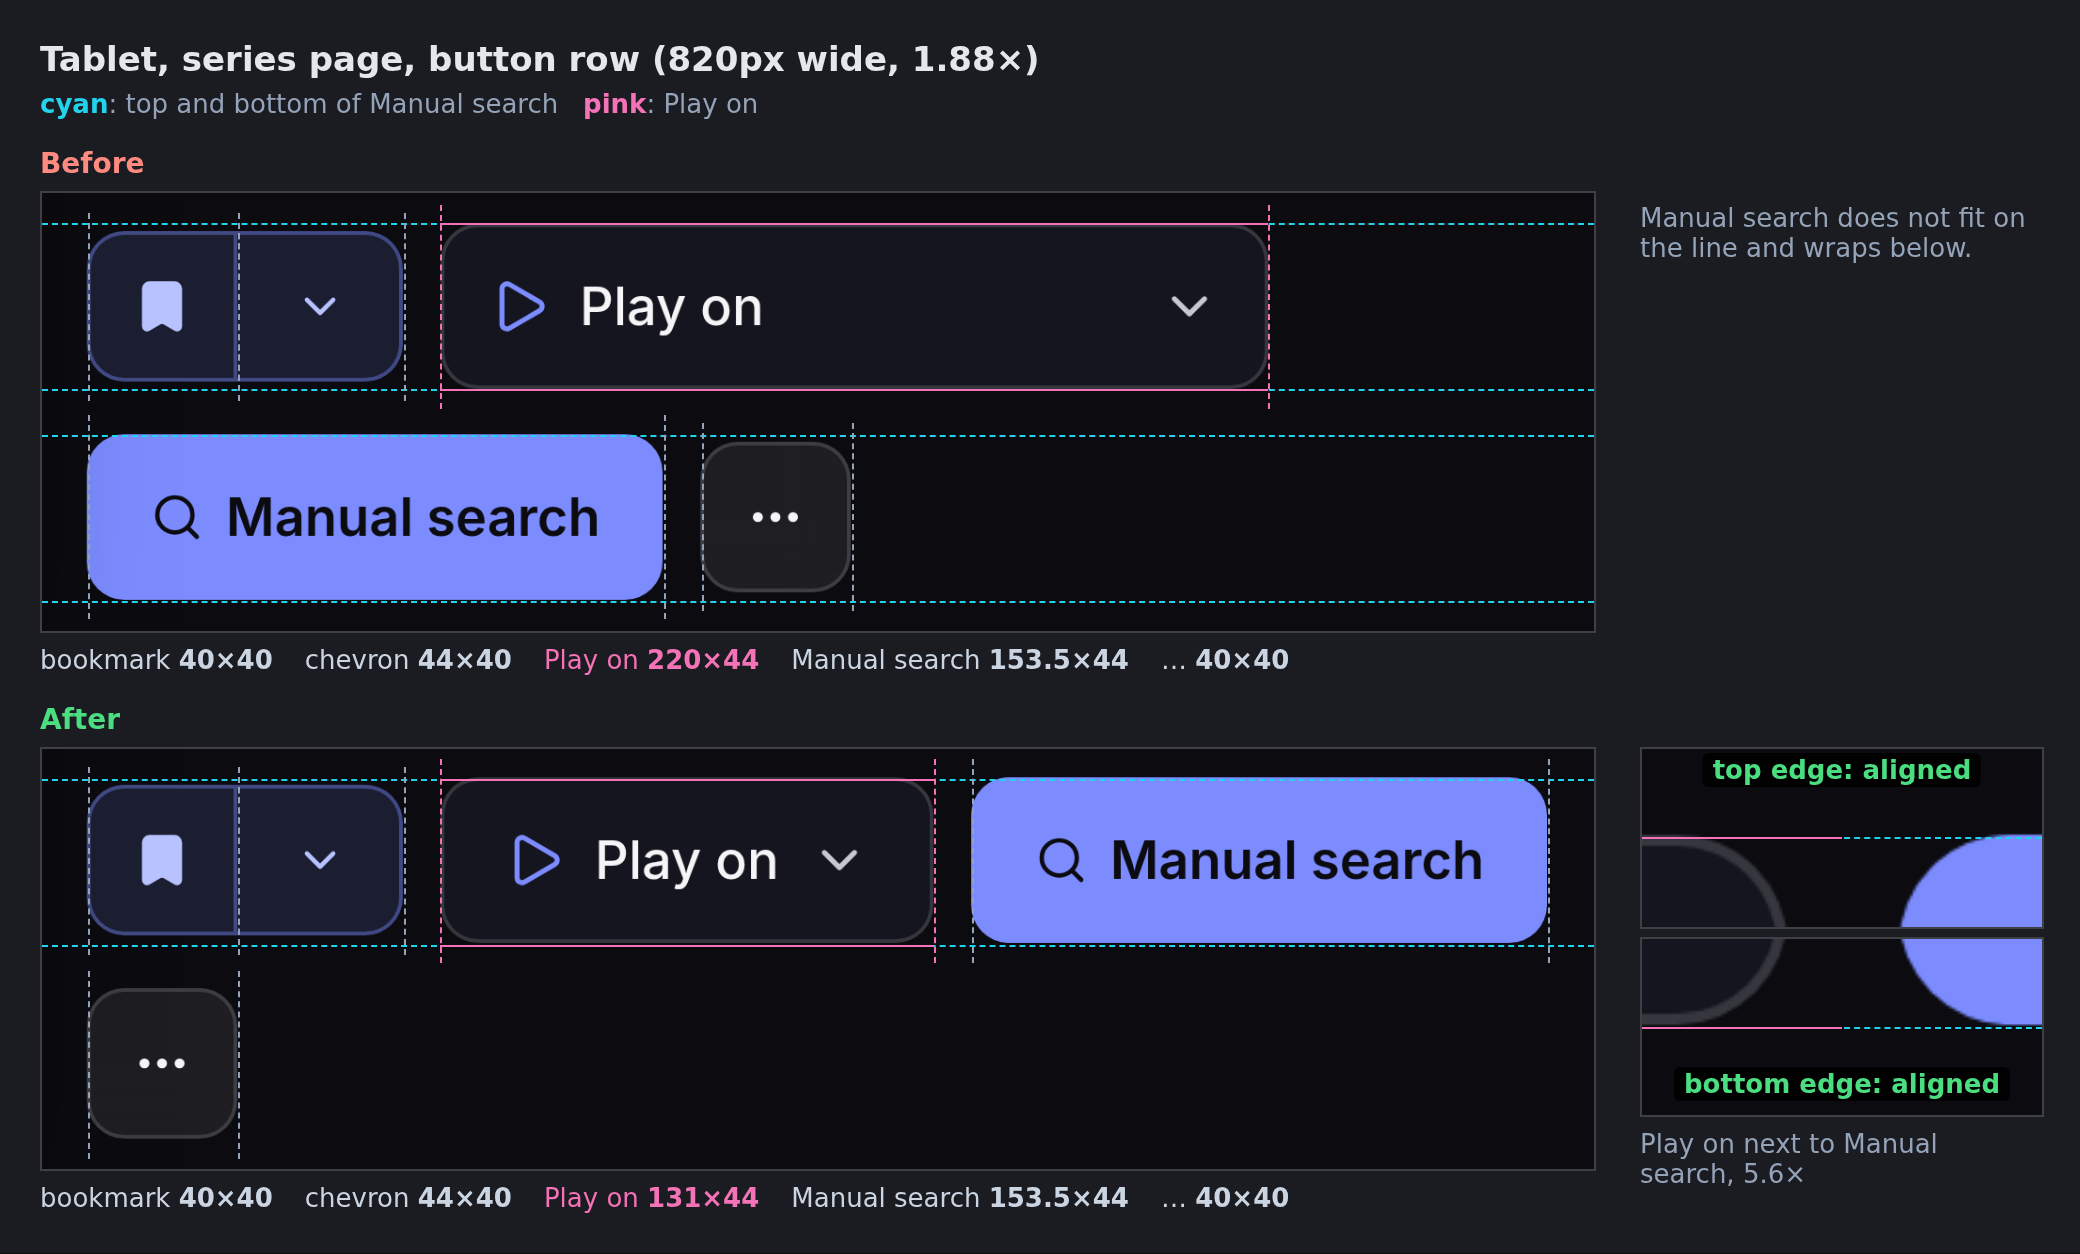 Tablet, series page, button row (820px wide, 1.88×)
cyan: top and bottom of Manual search pink: Play on
Before
Play on
Manual search
Manual search does not fit on
the line and wraps below.
bookmark 40×40 chevron 44×40 Play on 220×44 Manual search 153.5×44 … 40×40
After
Play on
Manual search
top edge: aligned
bottom edge: aligned
Play on next to Manual
search, 5.6×
bookmark 40×40 chevron 44×40 Play on 131×44 Manual search 153.5×44 … 40×40